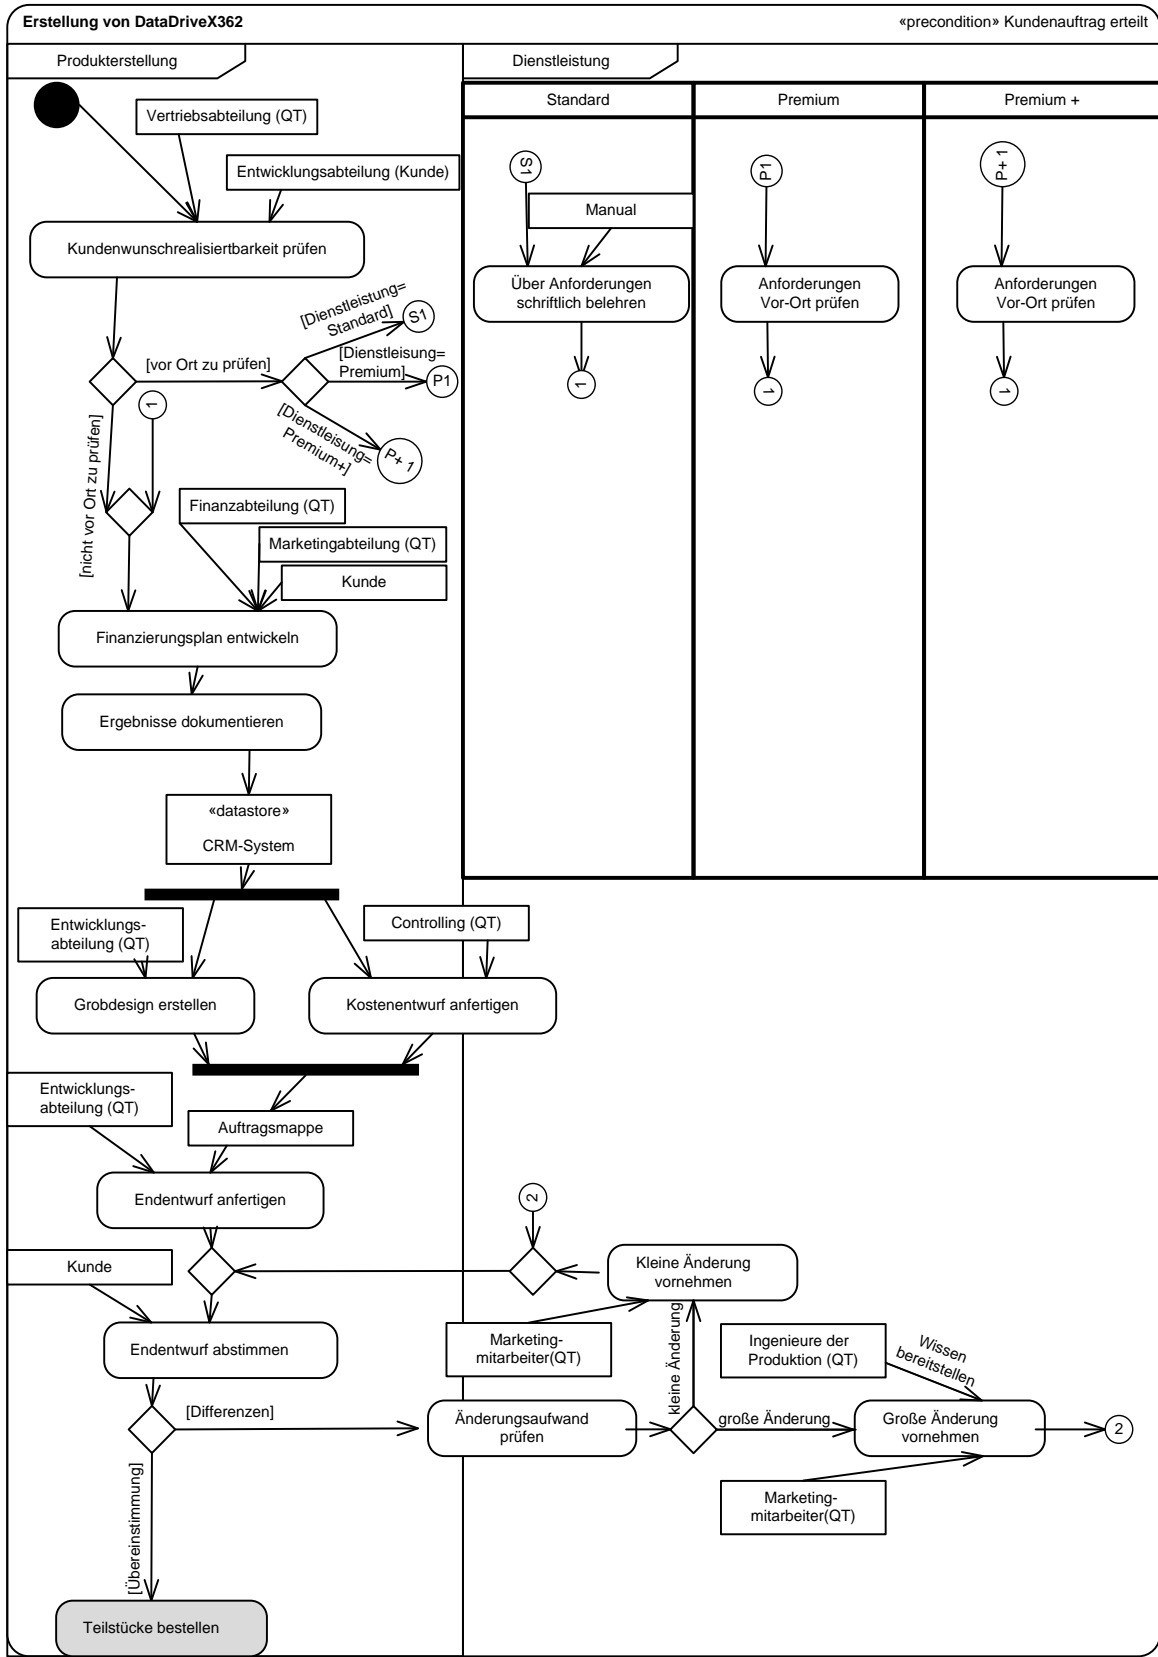 Erstellung von DataDriveX362
«precondition» Kundenauftrag erteilt
Produkterstellung
Dienstleistung
Standard
Premium
Premium +
Vertriebsabteilung (QT)
Entwicklungsabteilung (Kunde)
Kundenwunschrealisiertbarkeit prüfen
S1
P1
P+ 1
Manual
Über Anforderungen
schriftlich belehren
Anforderungen
Vor-Ort prüfen
Anforderungen
Vor-Ort prüfen
1
1
1
[Dienstleistung=
Standard]
S1
[vor Ort zu prüfen]
[Dienstleisung=
Premium]
P1
[Dienstleisung=
Premium+]
P+ 1
1
[nicht vor Ort zu prüfen]
Finanzabteilung (QT)
Marketingabteilung (QT)
Kunde
Finanzierungsplan entwickeln
Ergebnisse dokumentieren
«datastore»
CRM-System
Entwicklungs-
abteilung (QT)
Controlling (QT)
Grobdesign erstellen
Kostenentwurf anfertigen
Entwicklungs-
abteilung (QT)
Auftragsmappe
Endentwurf anfertigen
2
Kunde
Kleine Änderung
vornehmen
Endentwurf abstimmen
Marketing-
mitarbeiter(QT)
kleine Änderung
Ingenieure der
Produktion (QT)
Wissen
bereitstellen
[Differenzen]
Änderungsaufwand
prüfen
große Änderung
Große Änderung
vornehmen
2
Marketing-
mitarbeiter(QT)
[Übereinstimmung]
Teilstücke bestellen